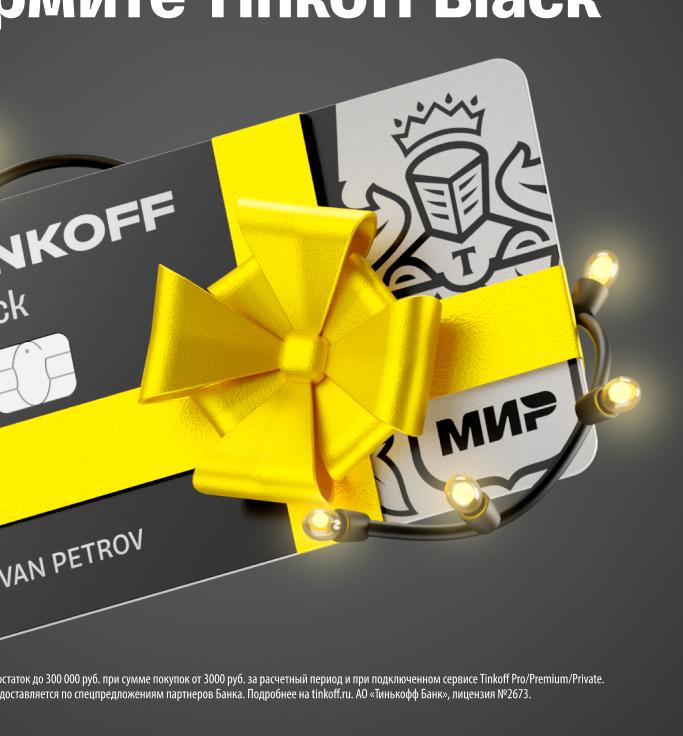 рмите Tinkoff Black
NKOFF
ck
РТР
МИР
VAN PETROV
остаток до 300 000 руб. при сумме покупок от 3000 руб. за расчетный период и при подключенном сервисе Tinkoff Pro/Premium/Private.
доставляется по спецпредложениям партнеров Банка. Подробнее на tinkoff.ru. АО «Тинькофф Банк», лицензия №2673.